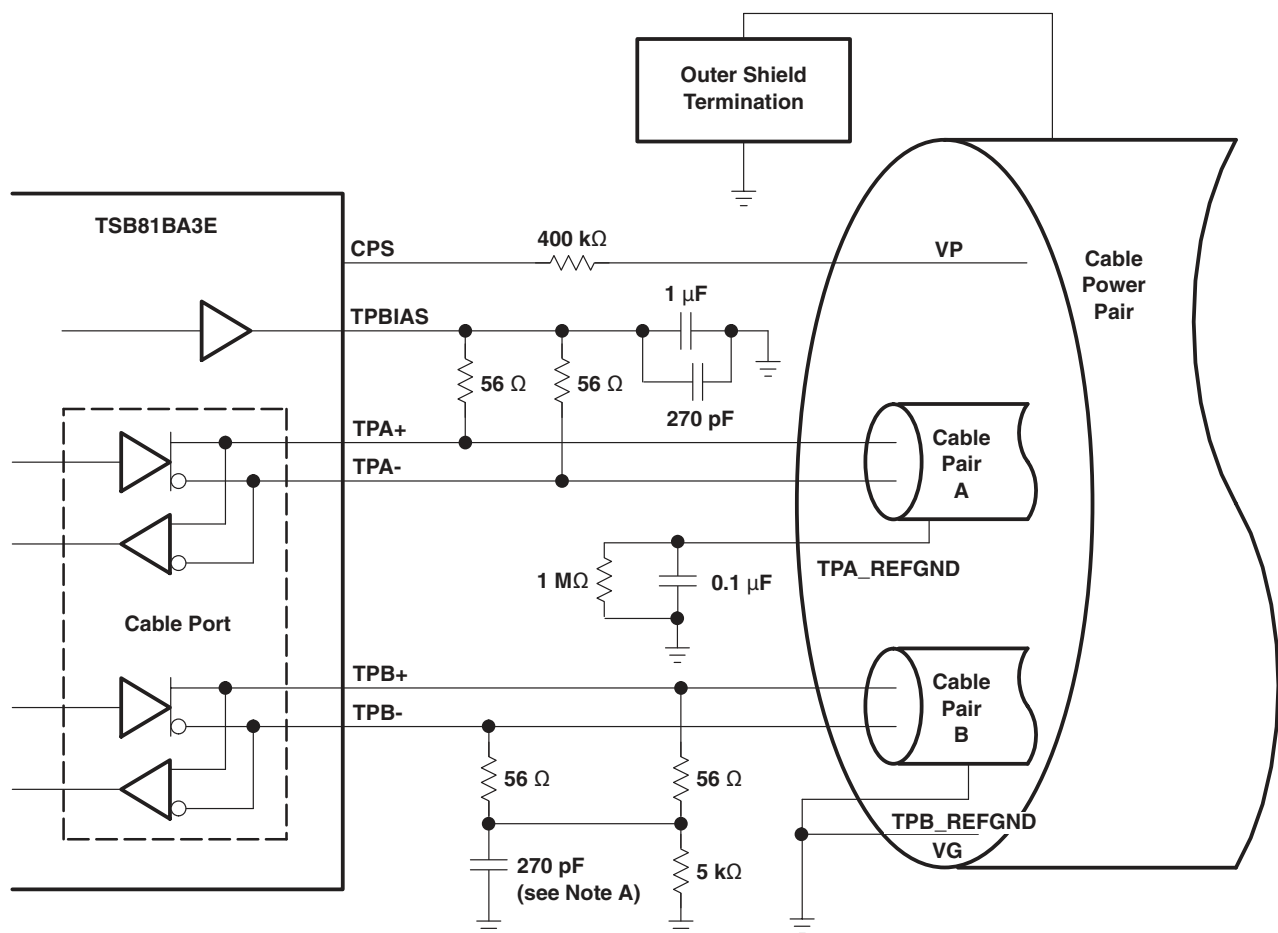 Outer Shield
Termination
TSB81BA3E
CPS
400 kΩ
VP
Cable
Power
Pair
TPBIAS
1 μF
56 Ω
56 Ω
270 pF
TPA+
TPA-
Cable
Pair
A
1 MΩ
0.1 μF
TPA_REFGND
Cable Port
TPB+
TPB-
Cable
Pair
B
56 Ω
56 Ω
TPB_REFGND
VG
270 pF
(see Note A)
5 kΩ